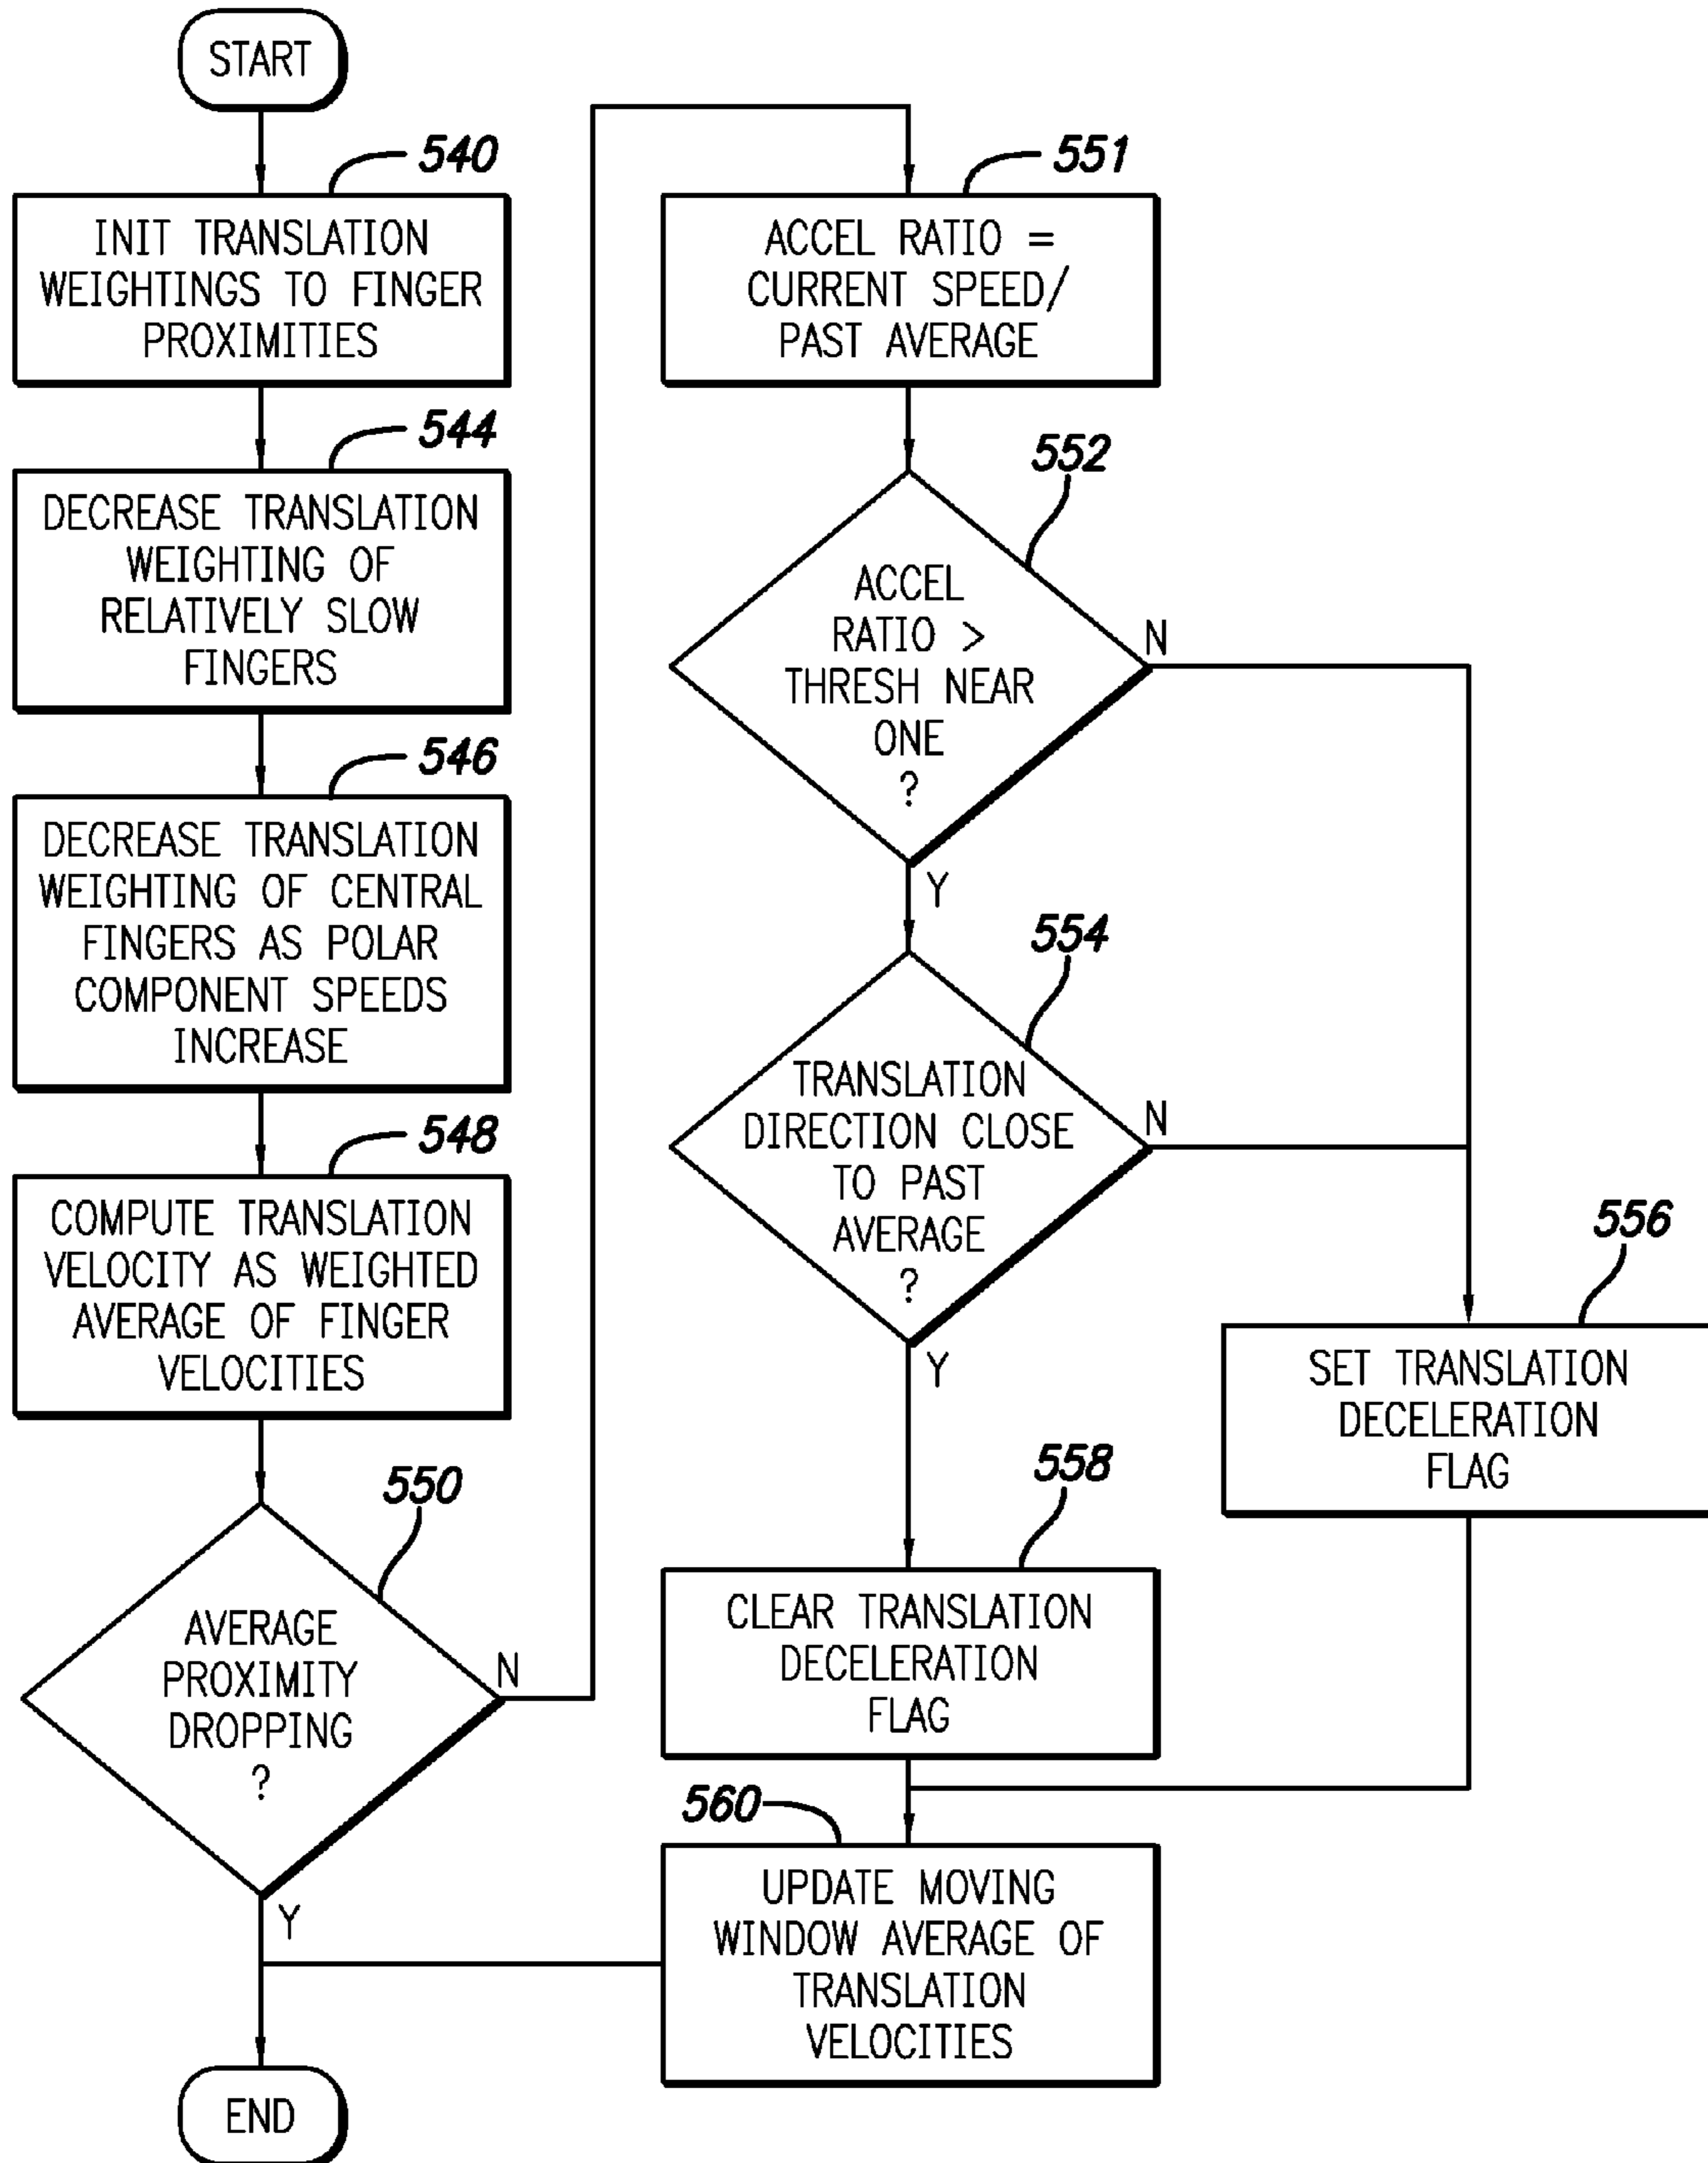 START
540
INIT TRANSLATION
WEIGHTINGS TO FINGER
PROXIMITIES
544
DECREASE TRANSLATION
WEIGHTING OF
RELATIVELY SLOW
FINGERS
546
DECREASE TRANSLATION
WEIGHTING OF CENTRAL
FINGERS AS POLAR
COMPONENT SPEEDS
INCREASE
548
COMPUTE TRANSLATION
VELOCITY AS WEIGHTED
AVERAGE OF FINGER
VELOCITIES
550
AVERAGE
PROXIMITY
DROPPING
?
N
Y
END
551
ACCEL RATIO =
CURRENT SPEED/
PAST AVERAGE
552
ACCEL
RATIO >
THRESH NEAR
ONE
?
N
Y
554
TRANSLATION
DIRECTION CLOSE
TO PAST
AVERAGE
?
N
Y
556
SET TRANSLATION
DECELERATION
FLAG
558
CLEAR TRANSLATION
DECELERATION
FLAG
560
UPDATE MOVING
WINDOW AVERAGE OF
TRANSLATION
VELOCITIES